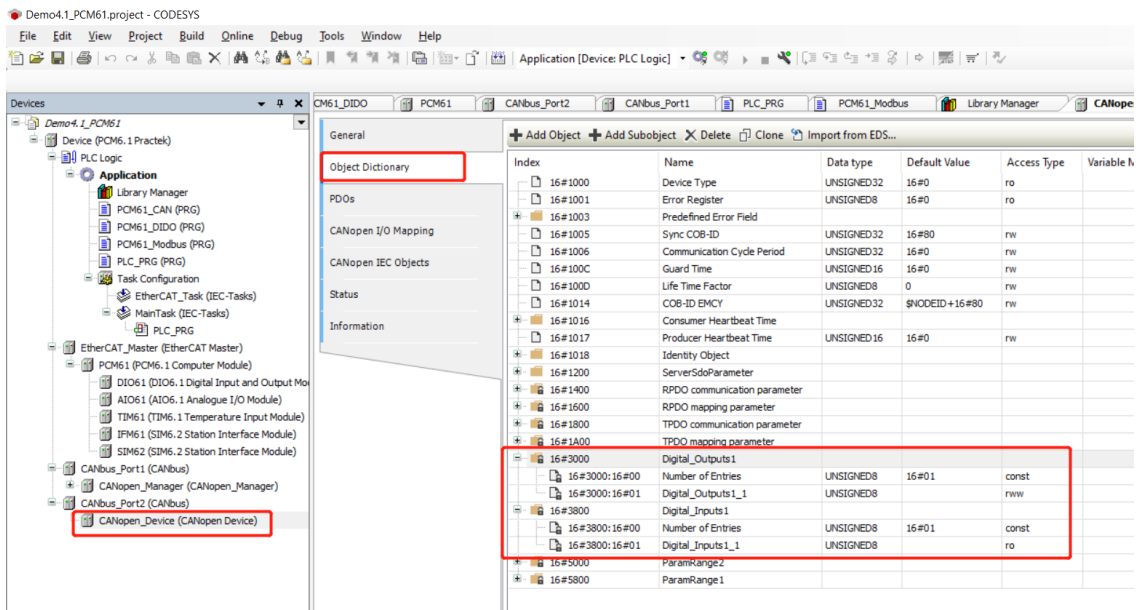 Demo4.1_PCM61.project - CODESYS
File Edit View Project Build Online Debug Tools Window Help
Application [Device: PLC Logic]
Devices
CM61_DIDO PCM61 CANbus_Port2 CANbus_Port1 PLC_PRG PCM61_Modbus Library Manager CANope
Demo4.1_PCM61
Device (PCM6.1 Practek)
PLC Logic
Application
Library Manager
PCM61_CAN (PRG)
PCM61_DIDO (PRG)
PCM61_Modbus (PRG)
PLC_PRG (PRG)
Task Configuration
EtherCAT_Task (IEC-Tasks)
MainTask (IEC-Tasks)
PLC_PRG
EtherCAT_Master (EtherCAT Master)
PCM61 (PCM6.1 Computer Module)
DIO61 (DIO6.1 Digital Input and Output Mo
AIO61 (AIO6.1 Analogue I/O Module)
TIM61 (TIM6.1 Temperature Input Module)
IFM61 (SIM6.2 Station Interface Module)
SIM62 (SIM6.2 Station Interface Module)
CANbus_Port1 (CANbus)
CANopen_Manager (CANopen_Manager)
CANbus_Port2 (CANbus)
CANopen_Device (CANopen Device)
General
Object Dictionary
PDOs
CANopen I/O Mapping
CANopen IEC Objects
Status
Information
Add Object Add Subobject Delete Clone Import from EDS...
Index Name Data type Default Value Access Type Variable M
16#1000 Device Type UNSIGNED32 16#0 ro
16#1001 Error Register UNSIGNED8 16#0 ro
16#1003 Predefined Error Field
16#1005 Sync COB-ID UNSIGNED32 16#80 rw
16#1006 Communication Cycle Period UNSIGNED32 16#0 rw
16#100C Guard Time UNSIGNED16 16#0 rw
16#100D Life Time Factor UNSIGNED8 0 rw
16#1014 COB-ID EMCY UNSIGNED32 $NODEID+16#80 rw
16#1016 Consumer Heartbeat Time
16#1017 Producer Heartbeat Time UNSIGNED16 16#0 rw
16#1018 Identity Object
16#1200 ServerSdoParameter
16#1400 RPDO communication parameter
16#1600 RPDO mapping parameter
16#1800 TPDO communication parameter
16#1A00 TPDO mapping parameter
16#3000 Digital_Outputs1
16#3000:16#00 Number of Entries UNSIGNED8 16#01 const
16#3000:16#01 Digital_Outputs1_1 UNSIGNED8 rww
16#3800 Digital_Inputs1
16#3800:16#00 Number of Entries UNSIGNED8 16#01 const
16#3800:16#01 Digital_Inputs1_1 UNSIGNED8 ro
16#5000 ParamRange2
16#5800 ParamRange1